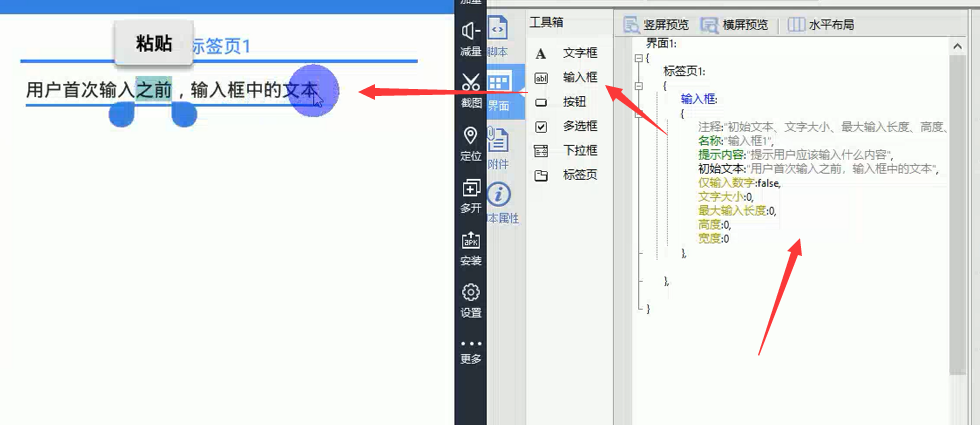 粘贴
标签页1
用户首次输入之前，输入框中的文本
减量
截图
定位
多开
安装
设置
更多
脚本
界面
附件
本属性
工具箱
文字框
输入框
按钮
多选框
下拉框
标签页
竖屏预览 横屏预览 水平布局
界面1:
{
标签页1:
{
输入框:
{
注释:"初始文本、文字大小、最大输入长度、高度、
名称:"输入框1",
提示内容:"提示用户应该输入什么内容",
初始文本:"用户首次输入之前，输入框中的文本",
仅输入数字:false,
文字大小:0,
最大输入长度:0,
高度:0,
宽度:0
},
},
}